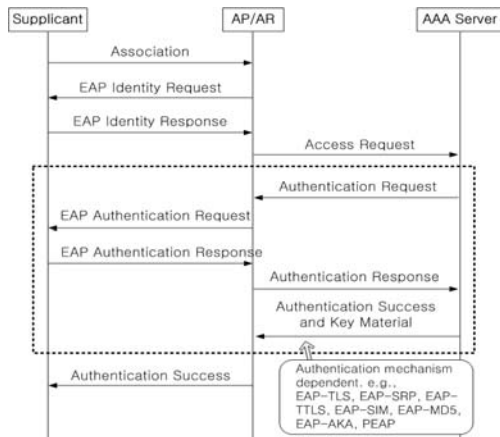 Supplicant
AP/AR
AAA Server
Association
EAP Identity Request
EAP Identity Response
Access Request
Authentication Request
EAP Authentication Request
EAP Authentication Response
Authentication Response
Authentication Success
and Key Material
Authentication mechanism
dependent. e.g.,
EAP-TLS, EAP-SRP, EAP-
TTLS, EAP-SIM, EAP-MD5,
EAP-AKA, PEAP
Authentication Success